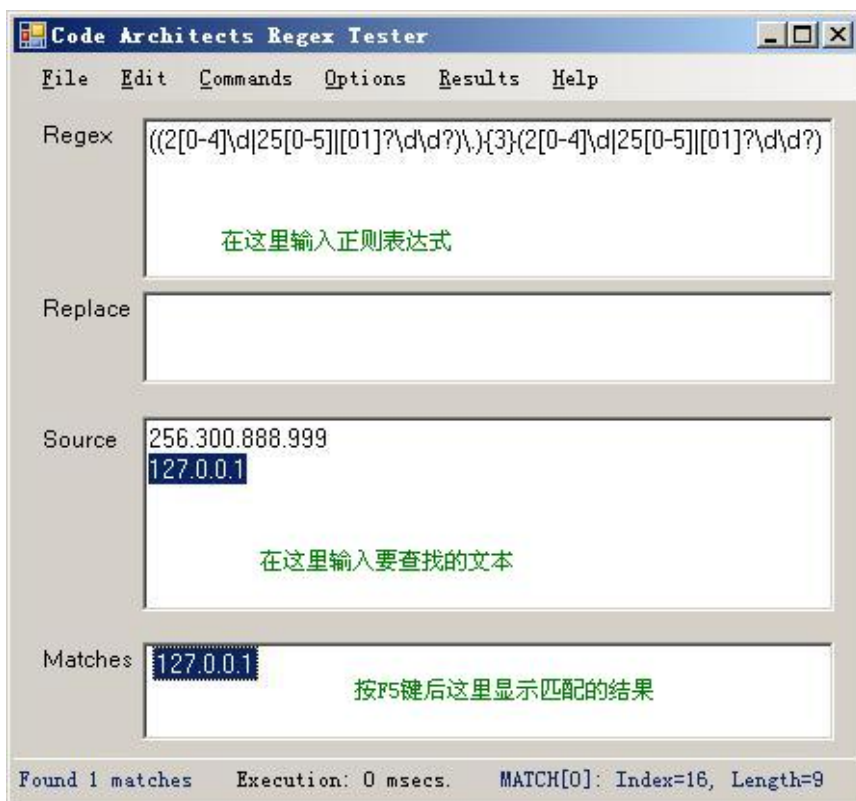 Code Architects Regex Tester
File Edit Commands Options Results Help
Regex
((2[0-4]\d|25[0-5]|[01]?\d\d?)\.){3}(2[0-4]\d|25[0-5]|[01]?\d\d?)
在这里输入正则表达式
Replace
Source
256.300.888.999
127.0.0.1
在这里输入要查找的文本
Matches
127.0.0.1
按F5键后这里显示匹配的结果
Found 1 matches Execution: 0 msecs. MATCH[0]: Index=16, Length=9